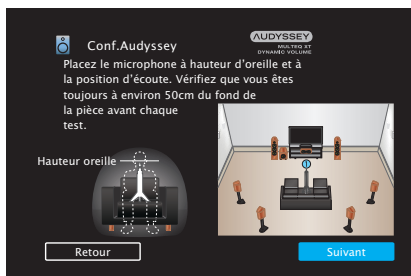 Conf.Audyssey
AUDYSSEY
MULTEQ XT
DYNAMIC VOLUME
Placez le microphone à hauteur d'oreille et à
la position d'écoute. Vérifiez que vous êtes
toujours à environ 50cm du fond de
la pièce avant chaque
test.
Hauteur oreille
Retour
Suivant